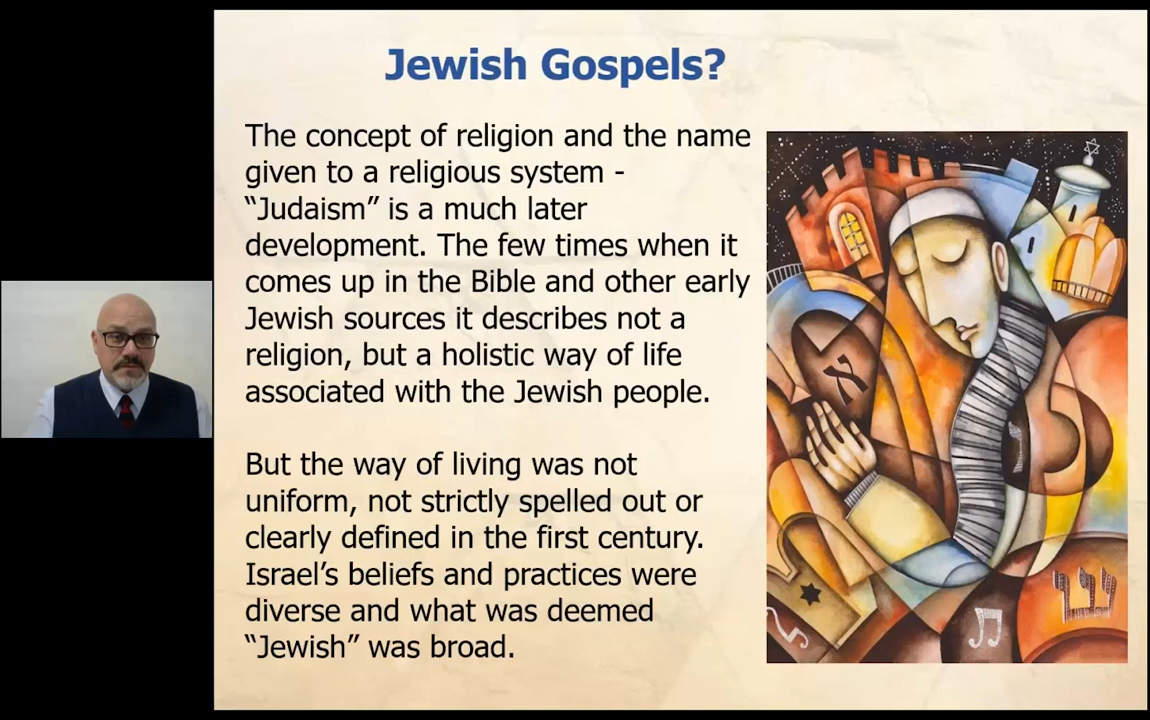 Jewish Gospels?
The concept of religion and the name
given to a religious system -
“Judaism” is a much later
development. The few times when it
comes up in the Bible and other early
Jewish sources it describes not a
religion, but a holistic way of life
associated with the Jewish people.
But the way of living was not
uniform, not strictly spelled out or
clearly defined in the first century.
Israel’s beliefs and practices were
diverse and what was deemed
“Jewish” was broad.
א